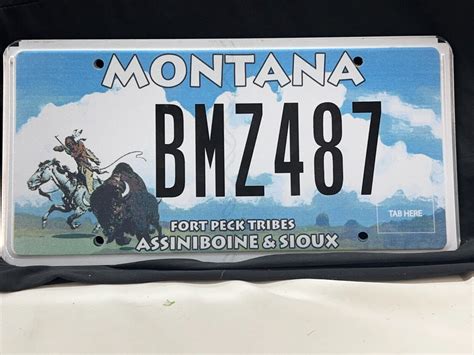 MONTANA
BMZ487
TAB HERE
FORT PECK TRIBES
ASSINIBOINE & SIOUX